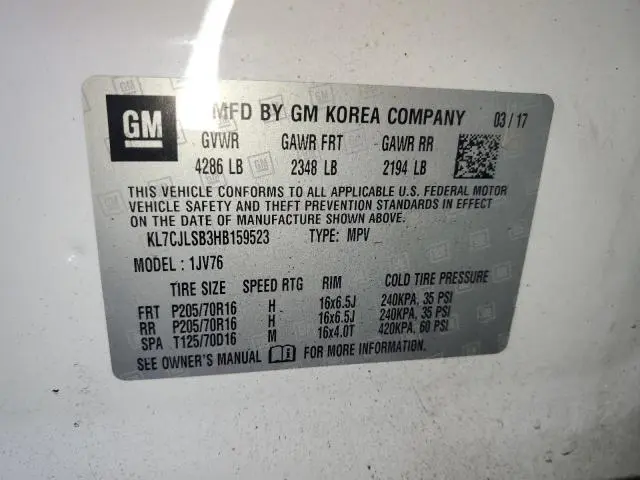 GM MFD BY GM KOREA COMPANY 03/17
GVWR GAWR FRT GAWR RR
4286 LB 2348 LB 2194 LB
THIS VEHICLE CONFORMS TO ALL APPLICABLE U.S. FEDERAL MOTOR
VEHICLE SAFETY AND THEFT PREVENTION STANDARDS IN EFFECT
ON THE DATE OF MANUFACTURE SHOWN ABOVE.
KL7CJLSB3HB159523 TYPE: MPV
MODEL : 1JV76
TIRE SIZE SPEED RTG RIM COLD TIRE PRESSURE
FRT P205/70R16 H 16x6.5J 240KPA, 35 PSI
RR P205/70R16 H 16x6.5J 240KPA, 35 PSI
SPA T125/70D16 M 16x4.0T 420KPA, 60 PSI
SEE OWNER'S MANUAL FOR MORE INFORMATION.